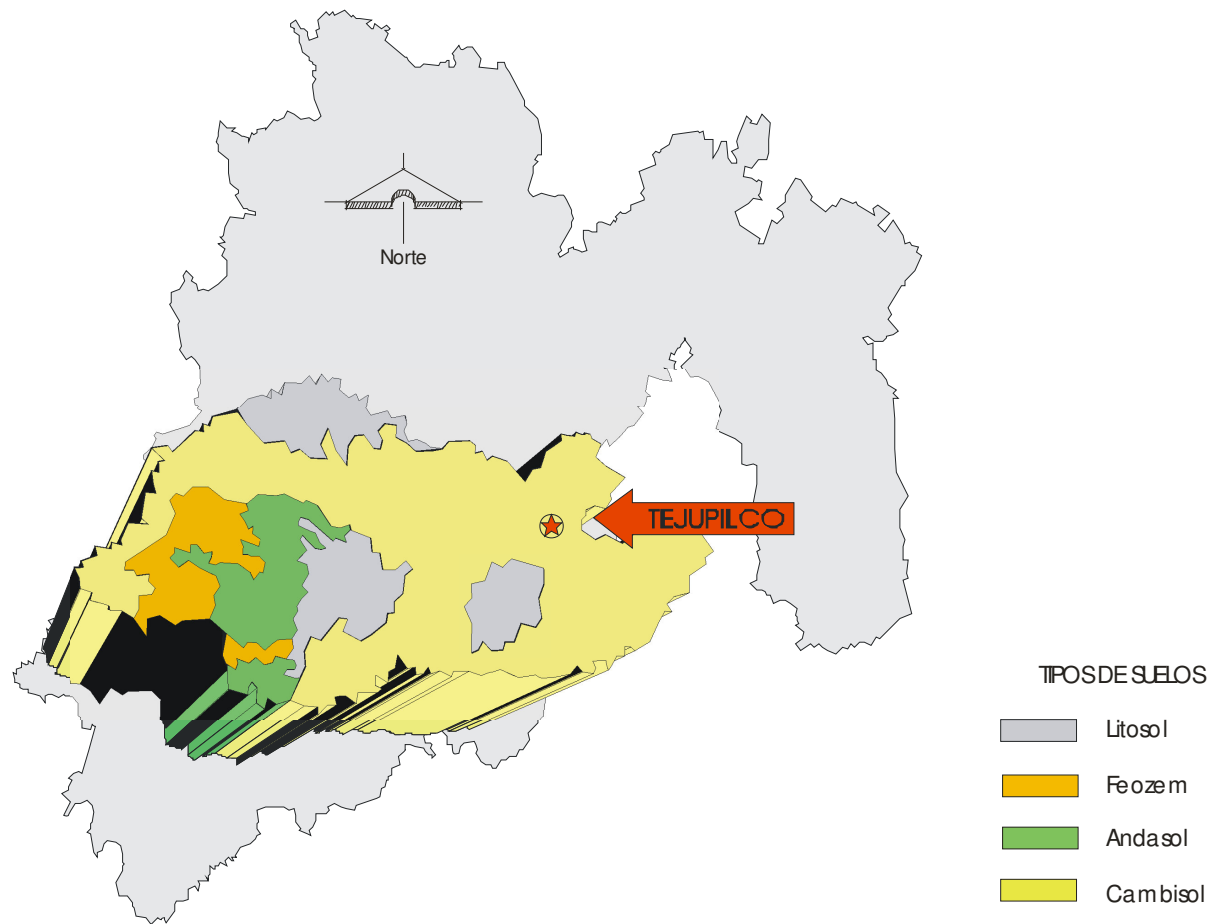 Norte
TEJUPILCO
TIPOS DE SUELOS
Litosol
Feozem
Andasol
Cambisol